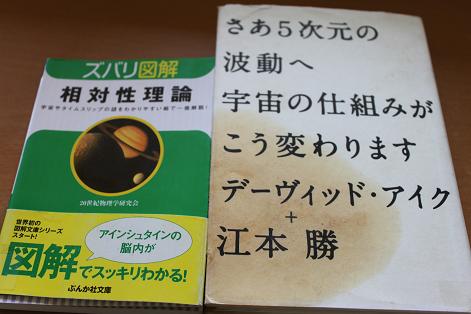 ズバリ図解
相対性理論
宇宙やタイムスリップの謎をわかりやすい絵で一挙解説!
20世紀物理学研究会
世界初の
図解文庫シリーズ
スタート!
アインシュタインの
脳内が
図解でスッキリわかる!
ぶんか社文庫
さあ5次元の
波動へ
宇宙の仕組みが
こう変わります
デーヴィッド・アイク
+
江本 勝